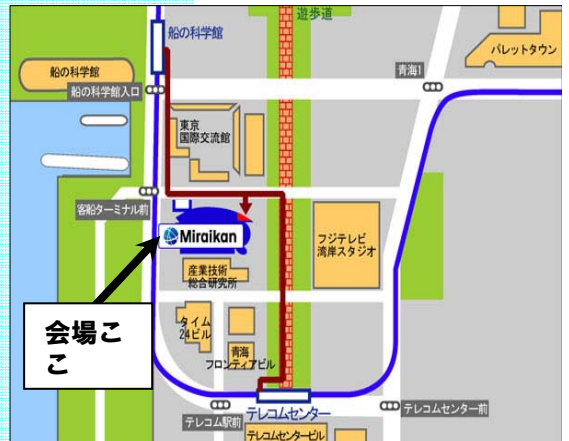 遊歩道
船の科学館
パレットタウン
船の科学館
青海1
船の科学館入口
東京
国際交流館
客船ターミナル前
Miraikan
フジテレビ
湾岸スタジオ
産業技術
総合研究所
会場こ
こ
タイム
24ビル
青海
フロンティアビル
テレコムセンター
テレコム駅前
テレコムセンター前
テレコムセンタービル